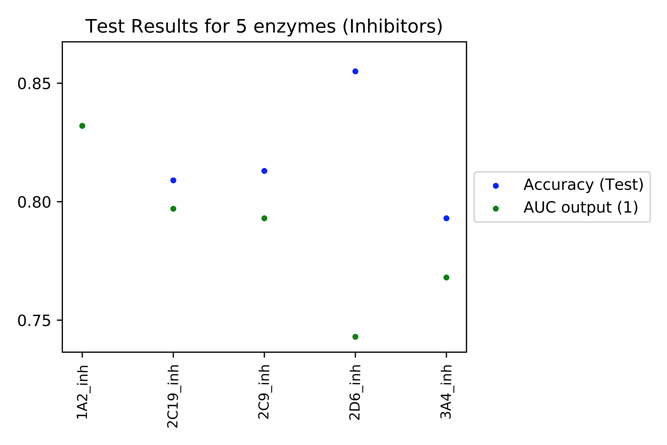 Test Results for 5 enzymes (Inhibitors)
0.85
0.80
0.75
Accuracy (Test)
AUC output (1)
1A2_inh
2C19_inh
2C9_inh
2D6_inh
3A4_inh